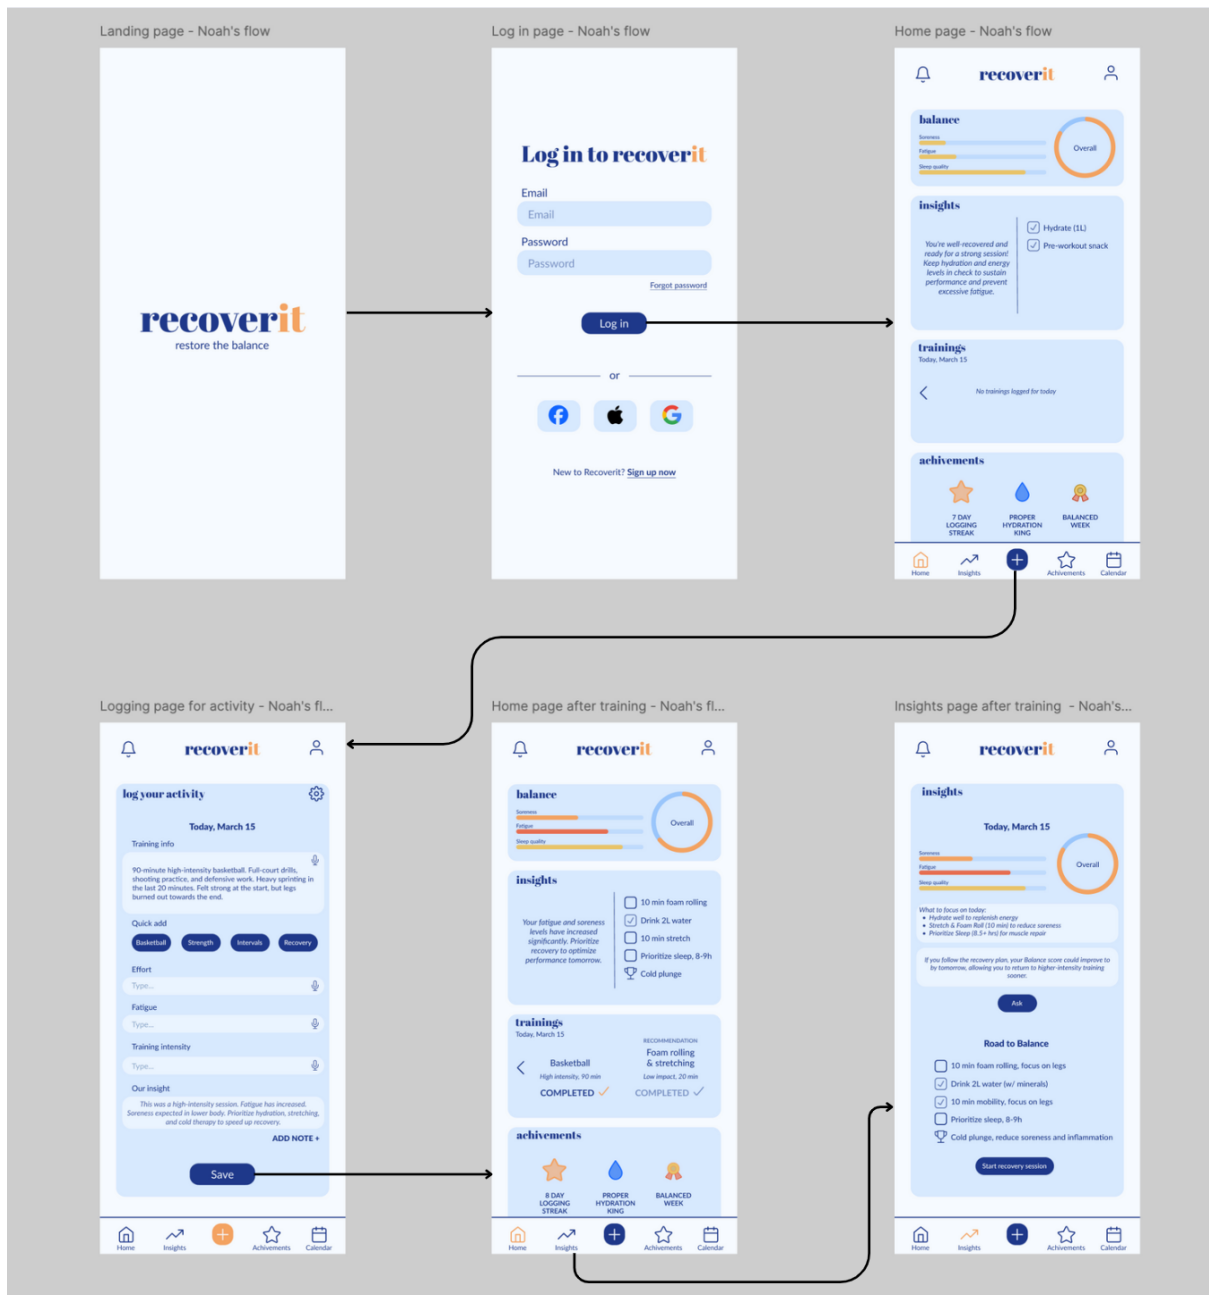 Landing page - Noah's flow
recoverit
restore the balance
Log in page - Noah's flow
Log in to recoverit
Email
Email
Password
Password
Forgot password
Log in
or
New to Recoverit? Sign up now
Home page - Noah's flow
recoverit
balance
Soreness
Fatigue
Sleep quality
Overall
insights
You're well-recovered and
ready for a strong session!
Keep hydration and energy
levels in check to sustain
performance and prevent
excessive fatigue.
Hydrate (1L)
Pre-workout snack
trainings
Today, March 15
No trainings logged for today
achivements
7 DAY
LOGGING
STREAK
PROPER
HYDRATION
KING
BALANCED
WEEK
Home
Insights
Achivements
Calendar
Logging page for activity - Noah's fl...
recoverit
log your activity
Today, March 15
Training info
90-minute high-intensity basketball. Full-court drills,
shooting practice, and defensive work. Heavy sprinting in
the last 20 minutes. Felt strong at the start, but legs
burned out towards the end.
Quick add
Basketball
Strength
Intervals
Recovery
Effort
Type...
Fatigue
Type...
Training intensity
Type...
Our insight
This was a high-intensity session. Fatigue has increased.
Soreness expected in lower body. Prioritize hydration, stretching,
and cold therapy to speed up recovery.
ADD NOTE +
Save
Home
Insights
Achivements
Calendar
Home page after training - Noah's fl...
recoverit
balance
Soreness
Fatigue
Sleep quality
Overall
insights
Your fatigue and soreness
levels have increased
significantly. Prioritize
recovery to optimize
performance tomorrow.
10 min foam rolling
Drink 2L water
10 min stretch
Prioritize sleep, 8-9h
Cold plunge
trainings
Today, March 15
Basketball
High intensity, 90 min
COMPLETED
RECOMMENDATION
Foam rolling
& stretching
Low impact, 20 min
COMPLETED
achivements
8 DAY
LOGGING
STREAK
PROPER
HYDRATION
KING
BALANCED
WEEK
Home
Insights
Achivements
Calendar
Insights page after training - Noah's...
recoverit
insights
Today, March 15
Soreness
Fatigue
Sleep quality
Overall
What to focus on today:
• Hydrate well to replenish energy
• Stretch & Foam Roll (10 min) to reduce soreness
• Prioritize Sleep (8.5+ hrs) for muscle repair
If you follow the recovery plan, your Balance score could improve to
by tomorrow, allowing you to return to higher-intensity training
sooner.
Ask
Road to Balance
10 min foam rolling, focus on legs
Drink 2L water (w/ minerals)
10 min mobility, focus on legs
Prioritize sleep, 8-9h
Cold plunge, reduce soreness and inflammation
Start recovery session
Home
Insights
Achivements
Calendar